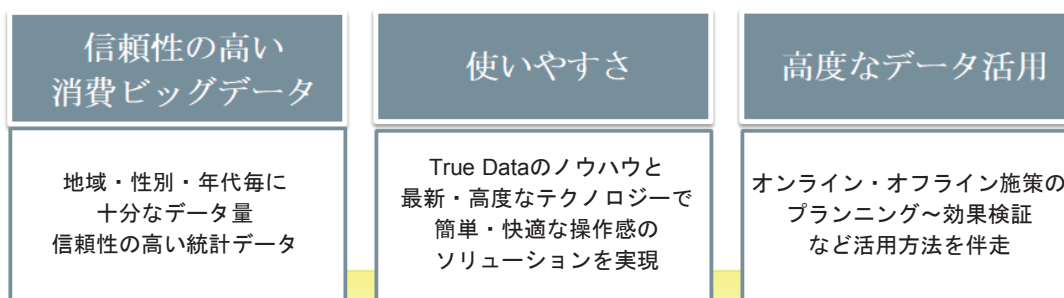 信頼性の高い
消費ビッグデータ
地域・性別・年代毎に
十分なデータ量
信頼性の高い統計データ
使いやすさ
True Dataのノウハウと
最新・高度なテクノロジーで
簡単・快適な操作感の
ソリューションを実現
高度なデータ活用
オンライン・オフライン施策の
プランニング～効果検証
など活用方法を伴走